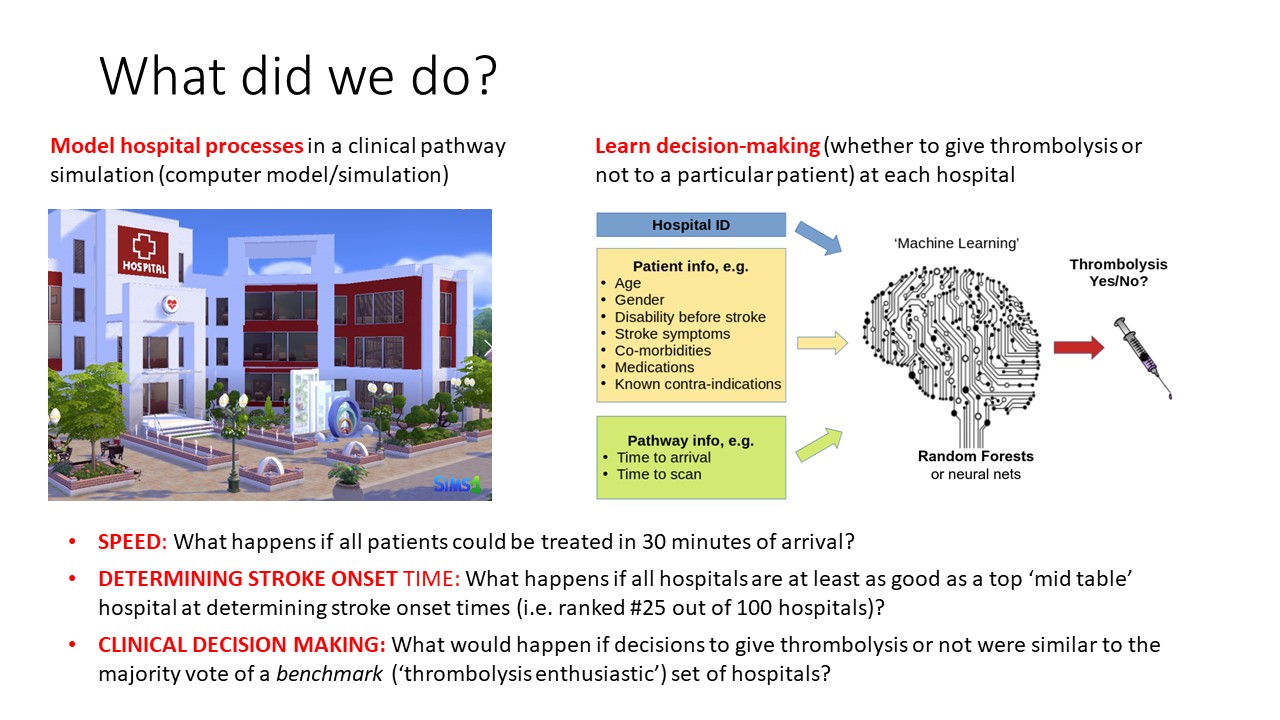 What did we do?
Model hospital processes in a clinical pathway
simulation (computer model/simulation)
HOSPITAL
SIMS4
Learn decision-making (whether to give thrombolysis or
not to a particular patient) at each hospital
Hospital ID
Patient info, e.g.
• Age
• Gender
• Disability before stroke
• Stroke symptoms
• Co-morbidities
• Medications
• Known contra-indications
Pathway info, e.g.
• Time to arrival
• Time to scan
‘Machine Learning’
Random Forests
or neural nets
Thrombolysis
Yes/No?
• SPEED: What happens if all patients could be treated in 30 minutes of arrival?
• DETERMINING STROKE ONSET TIME: What happens if all hospitals are at least as good as a top ‘mid table’
hospital at determining stroke onset times (i.e. ranked #25 out of 100 hospitals)?
• CLINICAL DECISION MAKING: What would happen if decisions to give thrombolysis or not were similar to the
majority vote of a benchmark (‘thrombolysis enthusiastic’) set of hospitals?